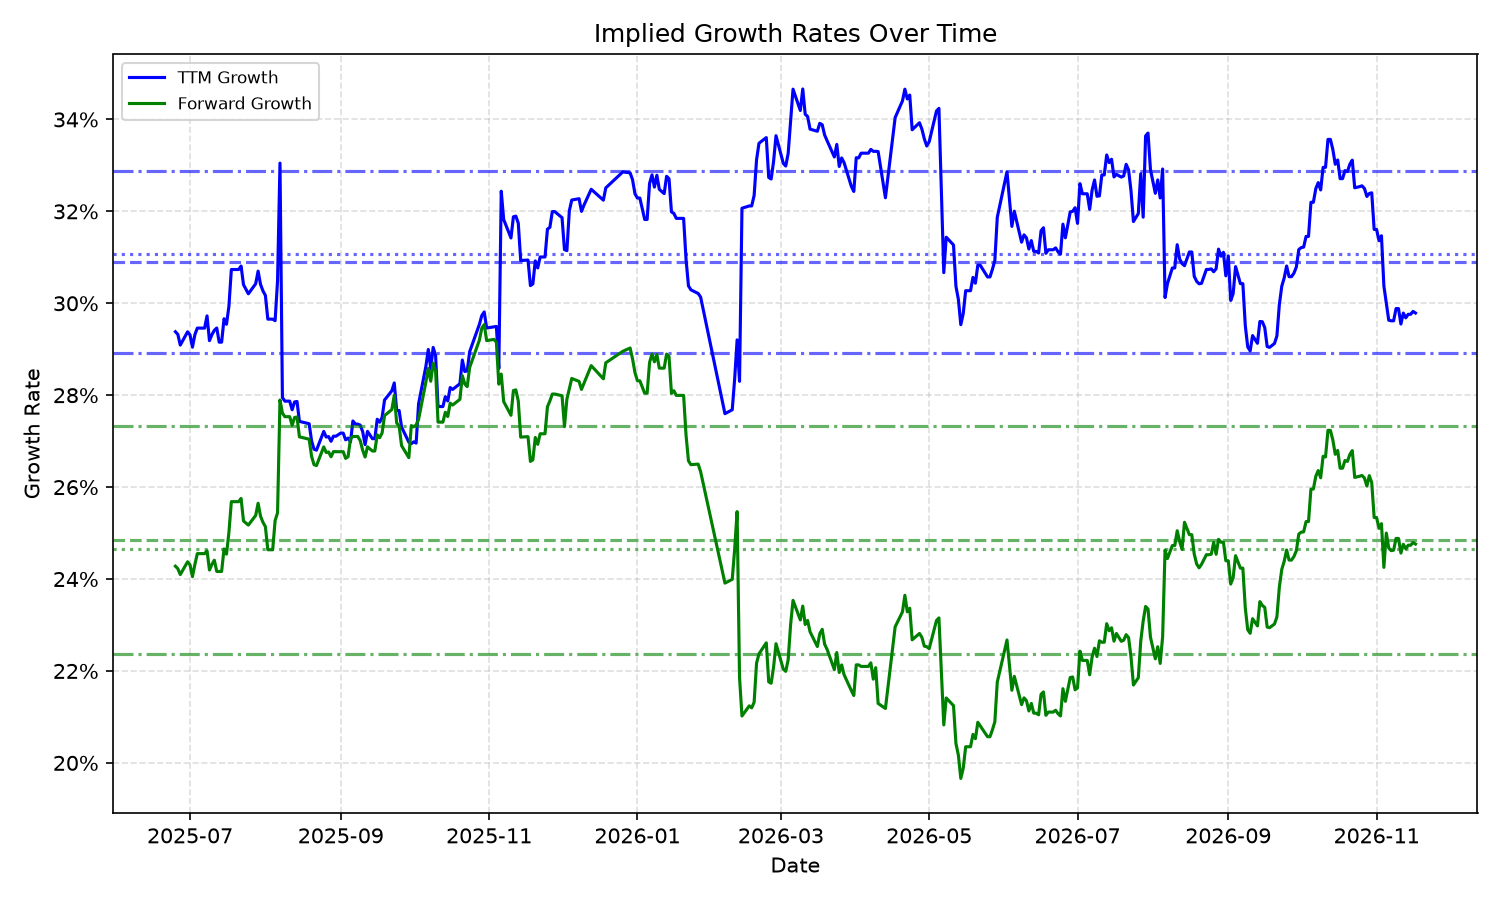 Implied Growth Rates Over Time
TTM Growth
Forward Growth
34%
32%
30%
28%
26%
24%
22%
20%
Growth Rate
2025-07 2025-09 2025-11 2026-01 2026-03 2026-05 2026-07 2026-09 2026-11
Date